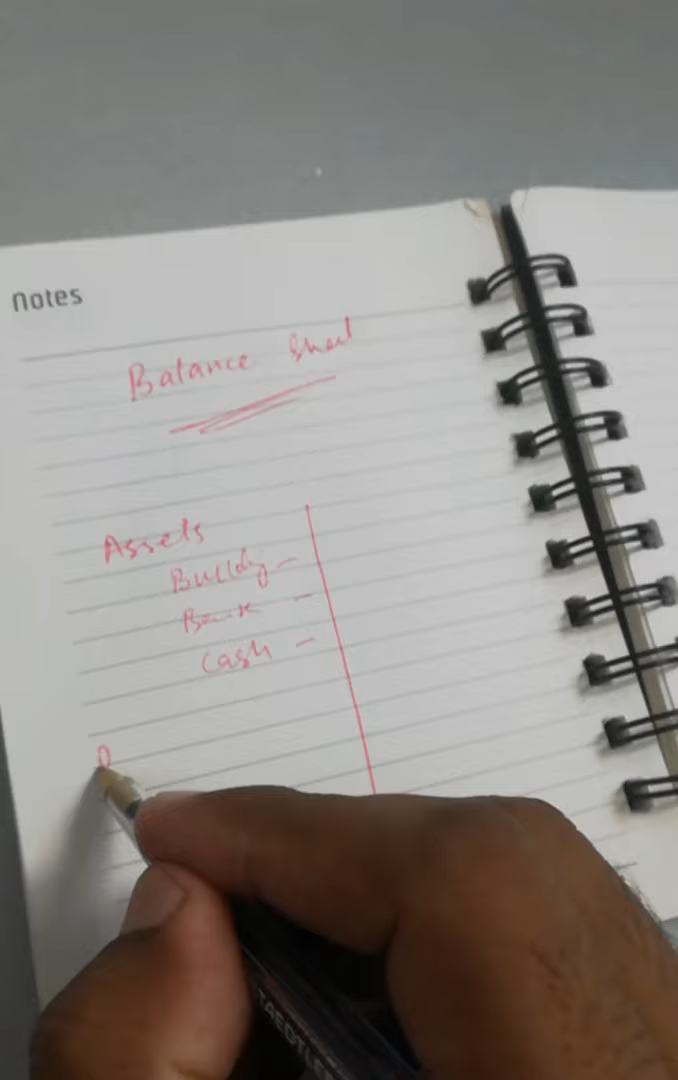 Notes
Balance Sheet
Assets
Building -
Bank -
Cash -